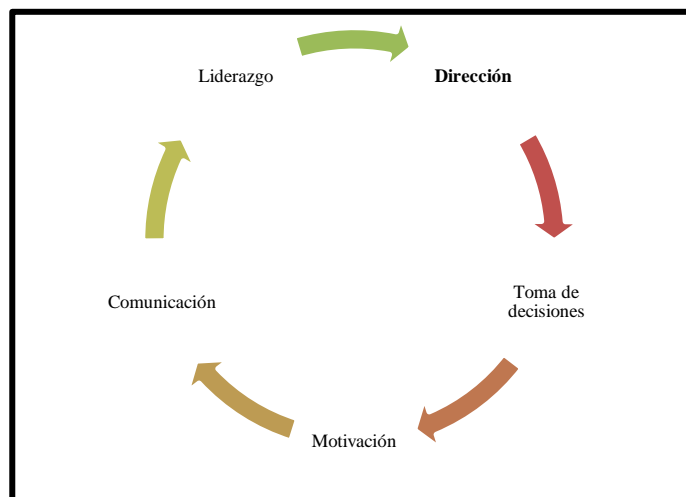 Liderazgo
Dirección
Toma de
decisiones
Motivación
Comunicación